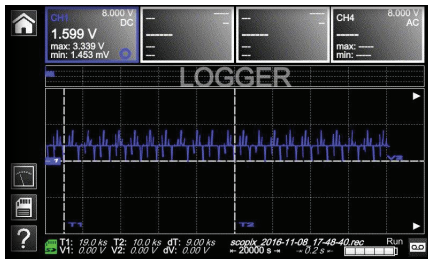 CH1 8.000 V
DC
1.599 V
max: 3.339 V
min: 1.453 mV
CH4 8.000 V
AC
max: -----
min: -----
LOGGER
T1 T2
T1: 19.0 ks T2: 10.0 ks dT: 9.00 ks scopix_2016-11-08_17-48-40.rec Run
V1: 0.00 V V2: 0.00 V dV: 0.00 V 20000 s 0.2 s
?